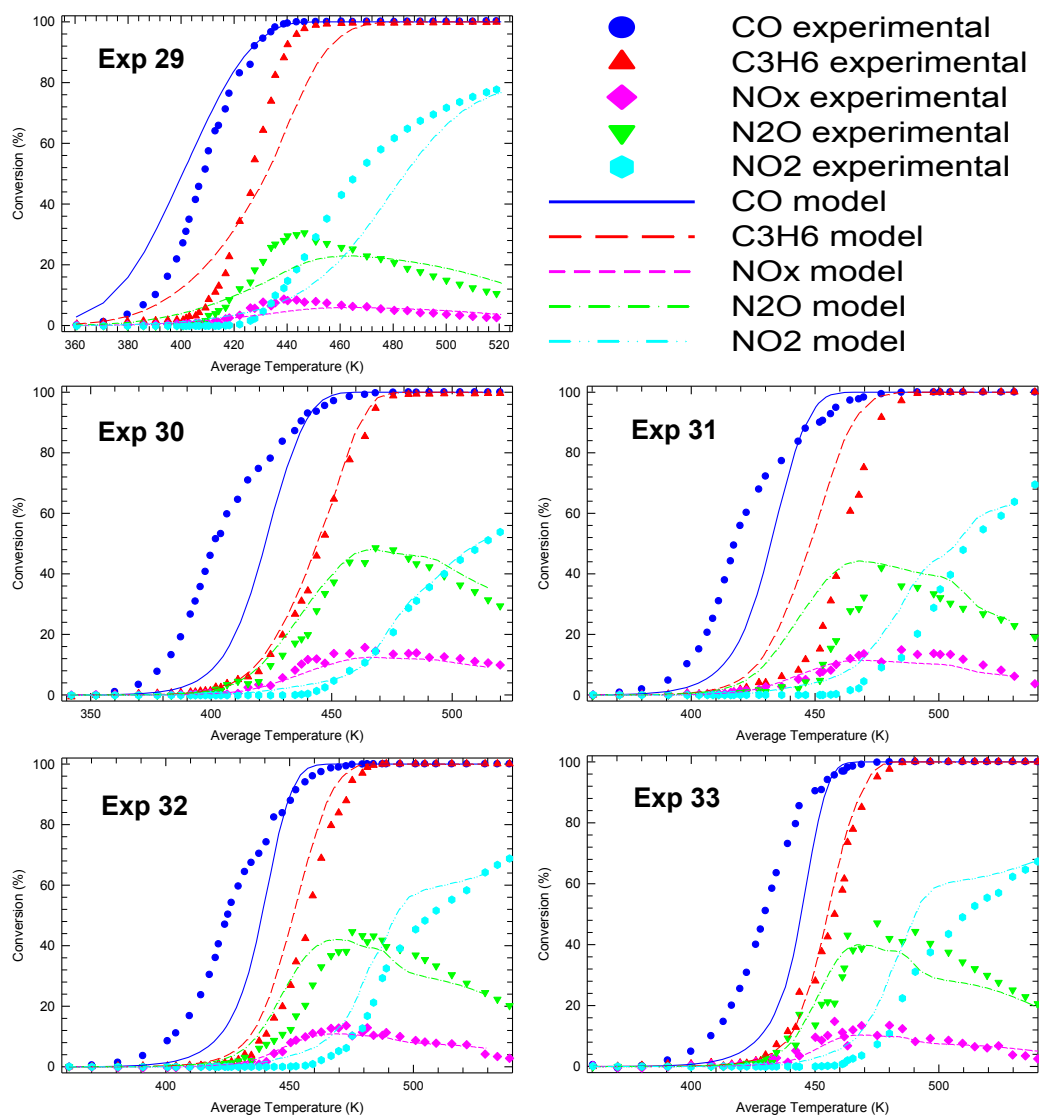 Exp 29
Conversion (%)
100
80
60
40
20
0
360 380 400 420 440 460 480 500 520
Average Temperature (K)
CO experimental
C3H6 experimental
NOx experimental
N2O experimental
NO2 experimental
CO model
C3H6 model
NOx model
N2O model
NO2 model
Exp 30
Conversion (%)
100
80
60
40
20
0
350 400 450 500
Average Temperature (K)
Exp 31
Conversion (%)
100
80
60
40
20
0
400 450 500
Average Temperature (K)
Exp 32
Conversion (%)
100
80
60
40
20
0
400 450 500
Average Temperature (K)
Exp 33
Conversion (%)
100
80
60
40
20
0
400 450 500
Average Temperature (K)